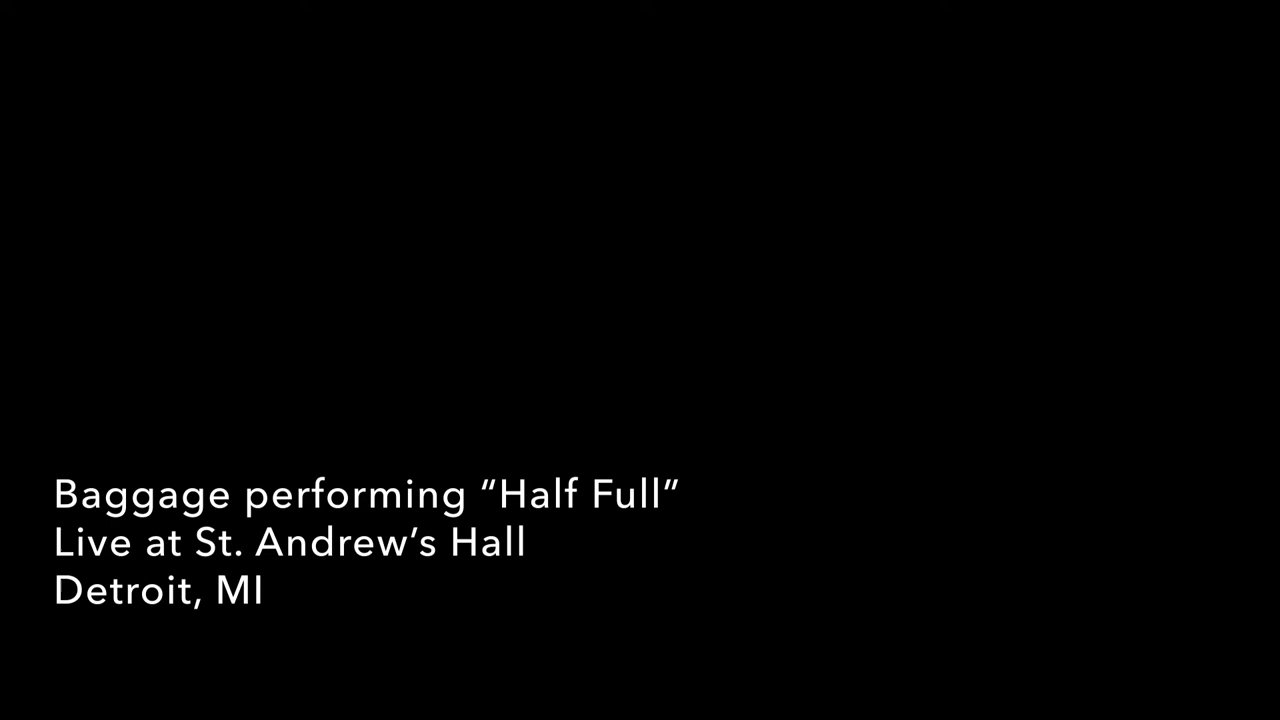 Baggage performing “Half Full”
Live at St. Andrew’s Hall
Detroit, MI